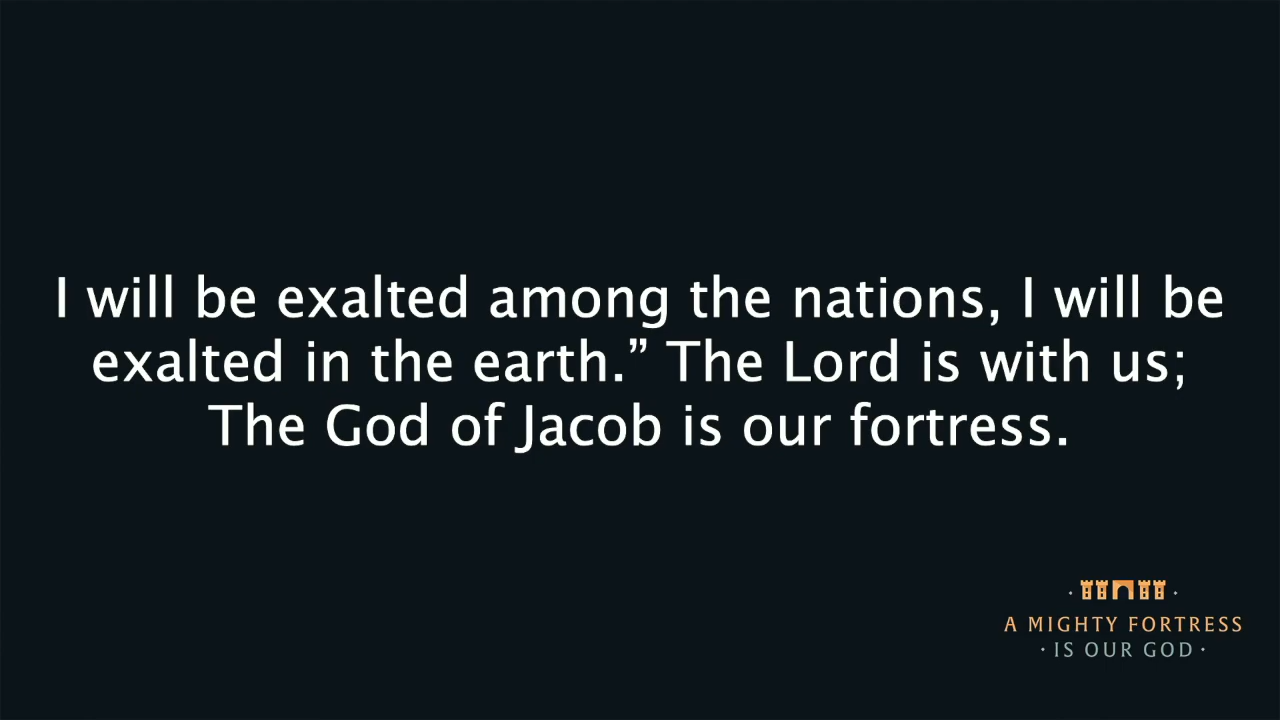 I will be exalted among the nations, I will be
exalted in the earth.” The Lord is with us;
The God of Jacob is our fortress.
A MIGHTY FORTRESS
· IS OUR GOD ·